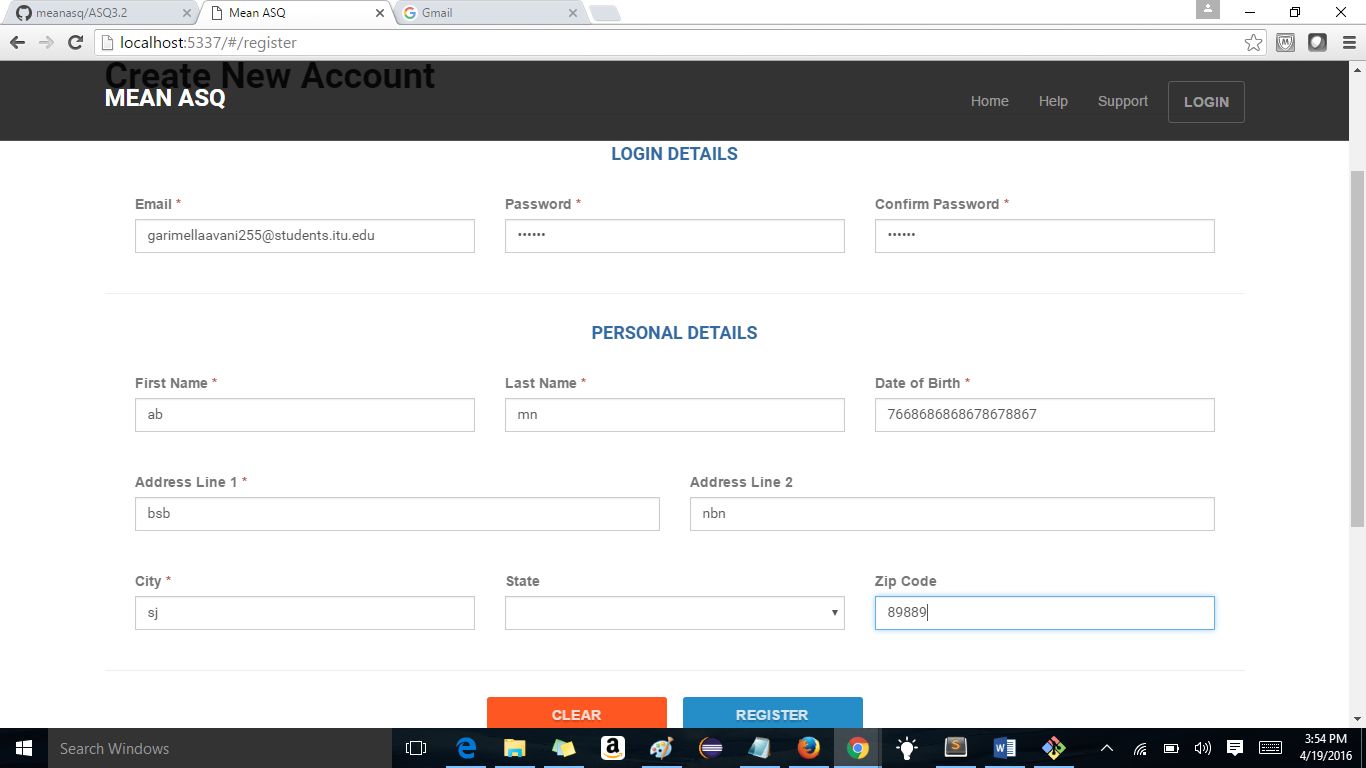 meanasq/ASQ3.2 Mean ASQ Gmail
localhost:5337/#/register
Create New Account
MEAN ASQ Home Help Support LOGIN
LOGIN DETAILS
Email * Password * Confirm Password *
garimellaavani255@students.itu.edu •••••• ••••••
PERSONAL DETAILS
First Name * Last Name * Date of Birth *
ab mn 7668686868678678867
Address Line 1 * Address Line 2
bsb nbn
City * State Zip Code
sj 89889
CLEAR REGISTER
Search Windows
3:54 PM
4/19/2016